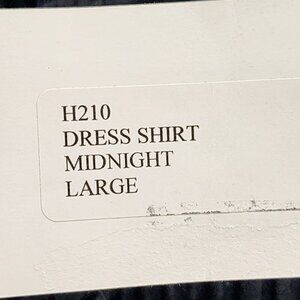 H210
DRESS SHIRT
MIDNIGHT
LARGE